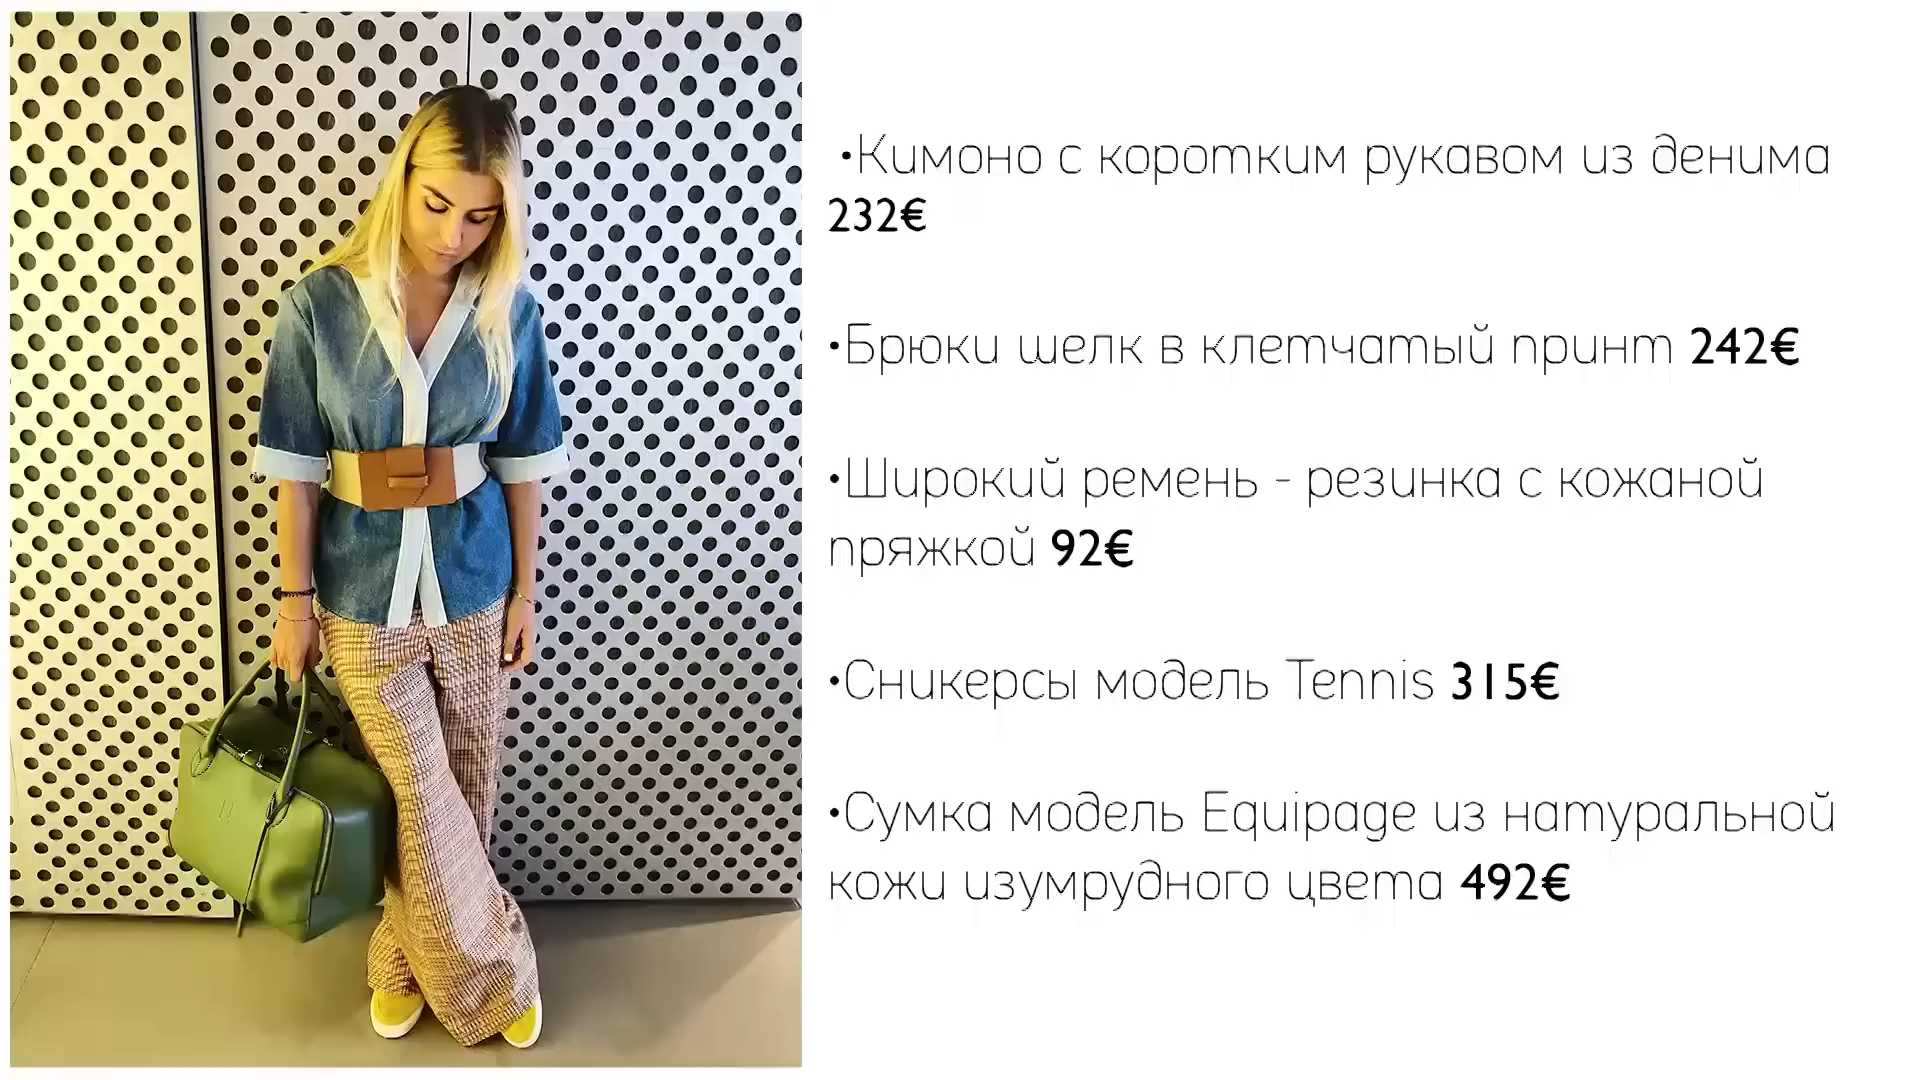 •Кимоно с коротким рукавом из денима
232€
•Брюки шелк в клетчатый принт 242€
•Широкий ремень - резинка с кожаной
пряжкой 92€
•Сникерсы модель Tennis 315€
•Сумка модель Equipage из натуральной
кожи изумрудного цвета 492€